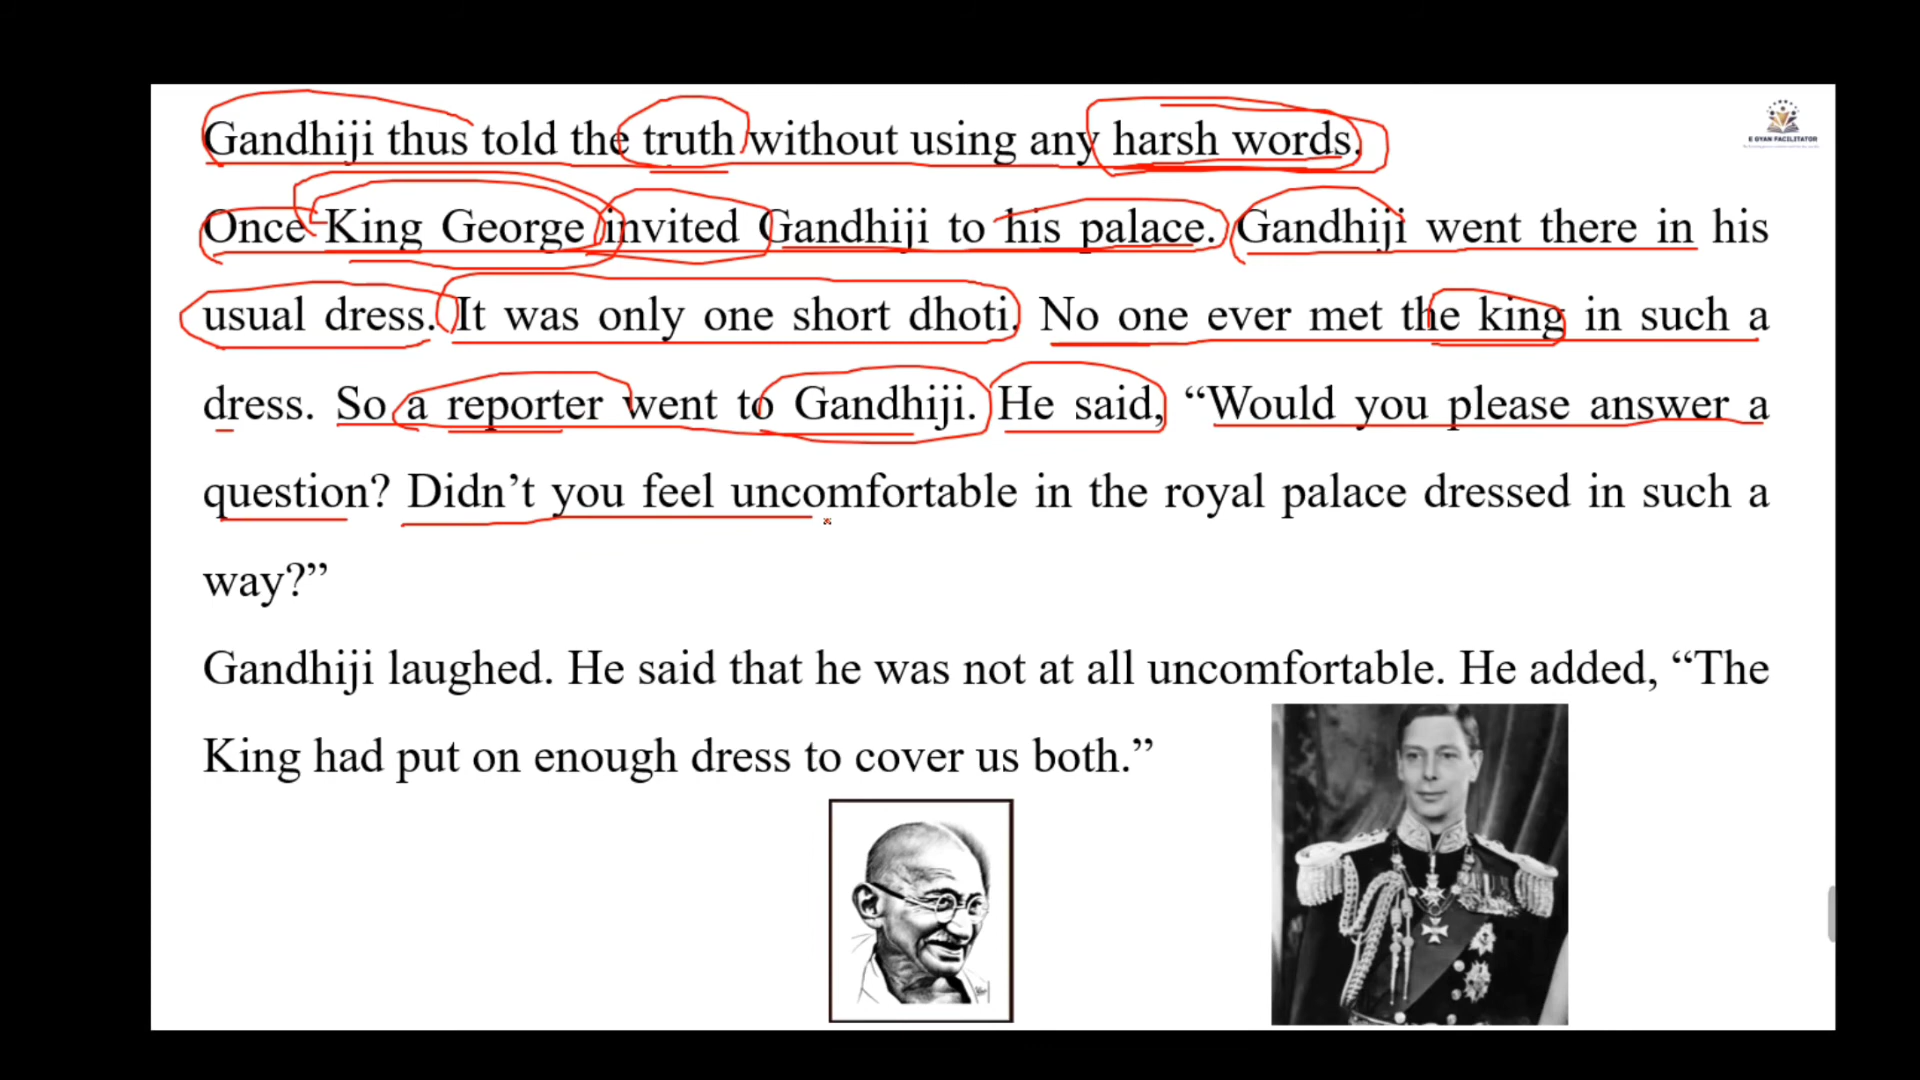 Gandhiji thus told the truth without using any harsh words.
E GYAN FACILITATOR
Once King George invited Gandhiji to his palace. Gandhiji went there in his
usual dress. It was only one short dhoti. No one ever met the king in such a
dress. So a reporter went to Gandhiji. He said, “Would you please answer a
question? Didn’t you feel uncomfortable in the royal palace dressed in such a
way?”
Gandhiji laughed. He said that he was not at all uncomfortable. He added, “The
King had put on enough dress to cover us both.”